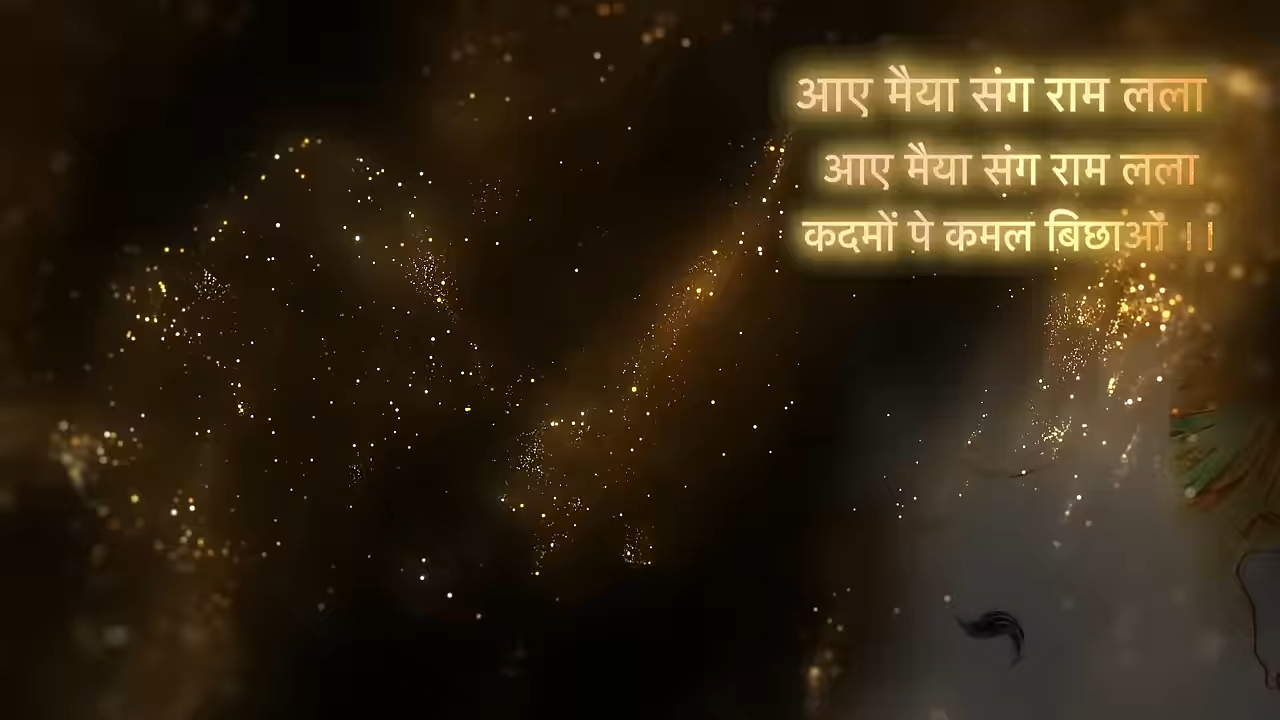 आए मैया संग राम लला
आए मैया संग राम लला
कदमों पे कमल बिछाओं ।।